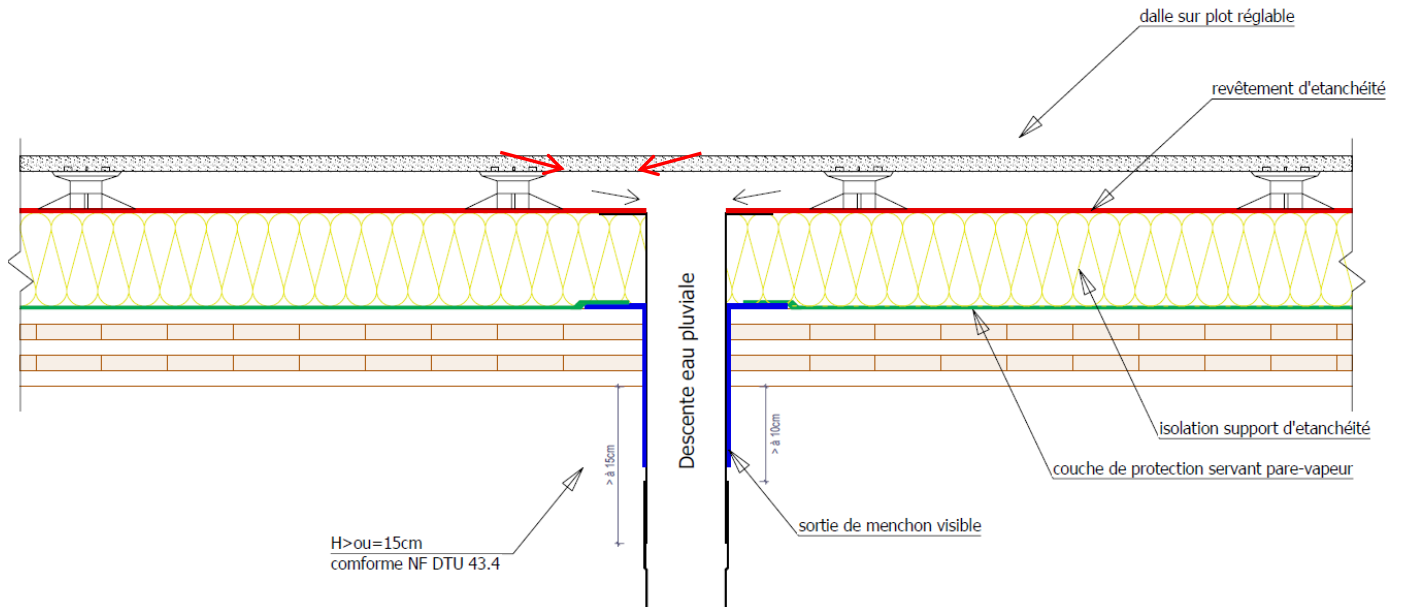 dalle sur plot réglable
revêtement d'etanchéité
Descente eau pluviale
> à 15cm
> à 10cm
isolation support d'etanchéité
couche de protection servant pare-vapeur
sortie de menchon visible
H>ou=15cm
comforme NF DTU 43.4